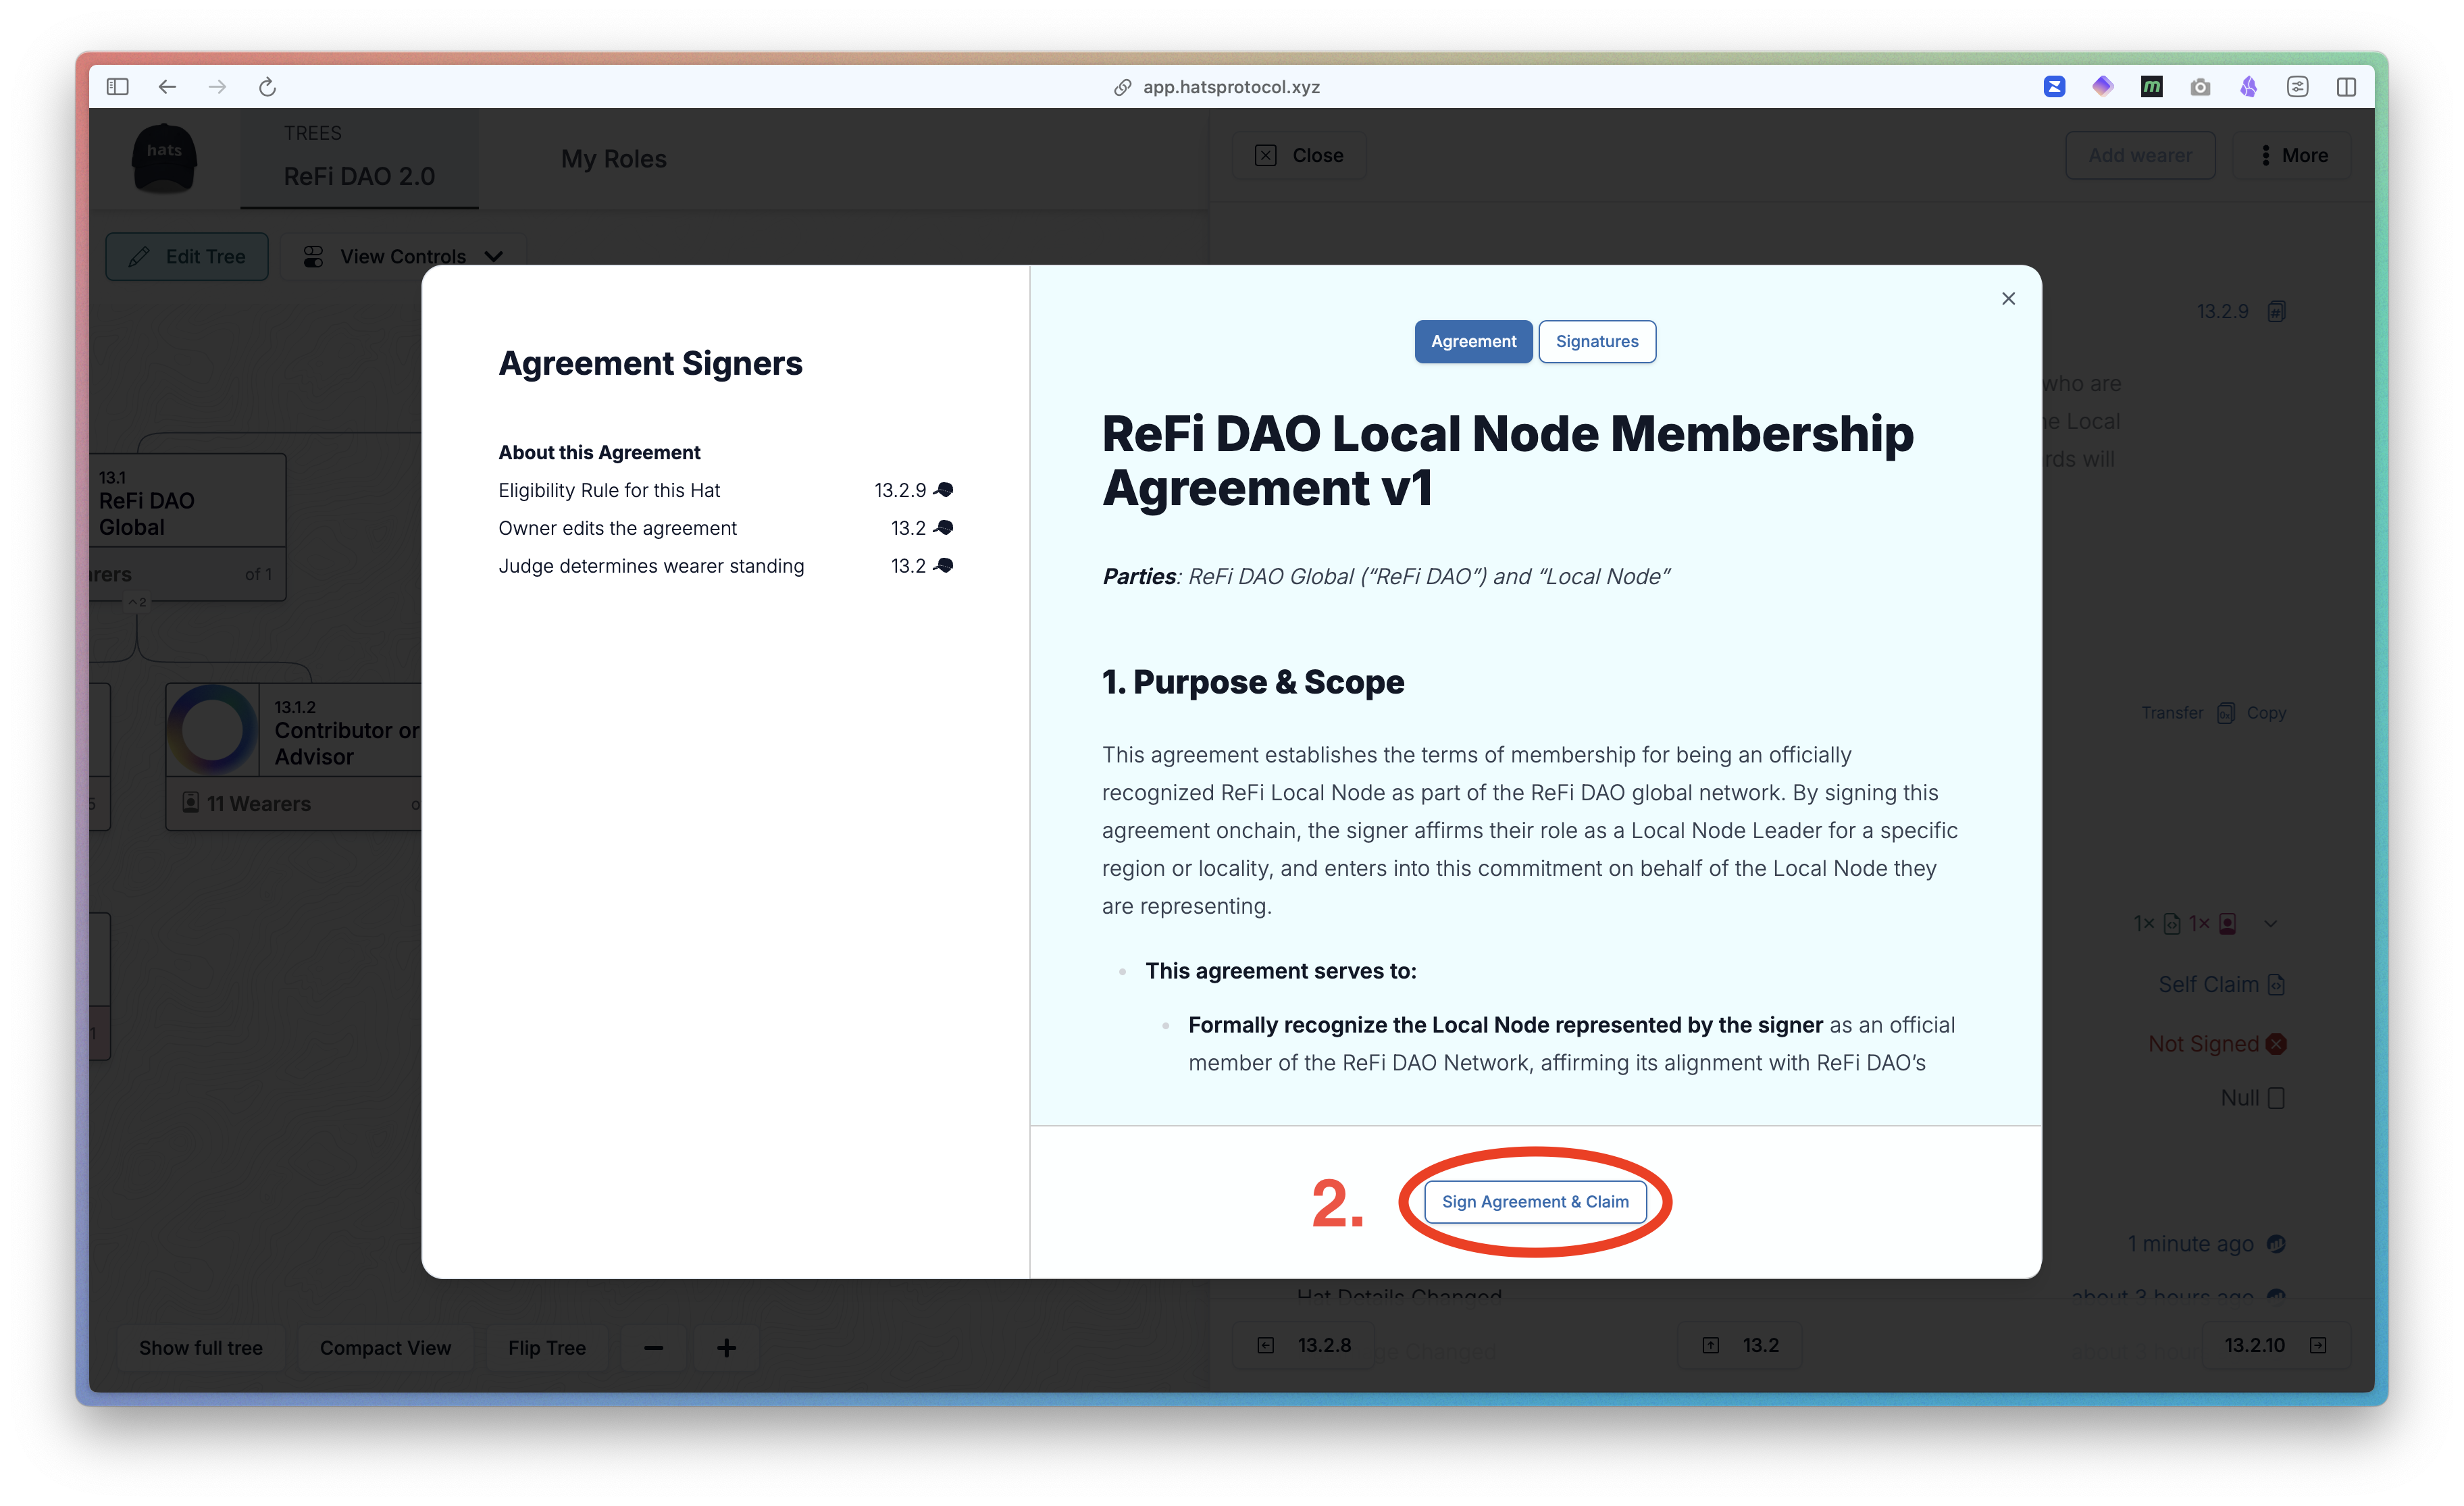 app.hatsprotocol.xyz
hats
TREES
ReFi DAO 2.0
My Roles
Close
Add wearer
More
Edit Tree
View Controls
13.2.9
who are
he Local
rds will
13.1
ReFi DAO
Global
rers
of 1
2
13.1.2
Contributor or
Advisor
11 Wearers
o
5
1
Agreement Signers
About this Agreement
Eligibility Rule for this Hat 13.2.9
Owner edits the agreement 13.2
Judge determines wearer standing 13.2
Agreement
Signatures
ReFi DAO Local Node Membership
Agreement v1
Parties: ReFi DAO Global (“ReFi DAO”) and “Local Node”
1. Purpose & Scope
This agreement establishes the terms of membership for being an officially
recognized ReFi Local Node as part of the ReFi DAO global network. By signing this
agreement onchain, the signer affirms their role as a Local Node Leader for a specific
region or locality, and enters into this commitment on behalf of the Local Node they
are representing.
This agreement serves to:
Formally recognize the Local Node represented by the signer as an official
member of the ReFi DAO Network, affirming its alignment with ReFi DAO’s
2.
Sign Agreement & Claim
Transfer
Copy
1× 1×
Self Claim
Not Signed
Null
1 minute ago
Hat Details Changed
about 3 hours ago
ge Changed
Show full tree
Compact View
Flip Tree
13.2.8
13.2
13.2.10